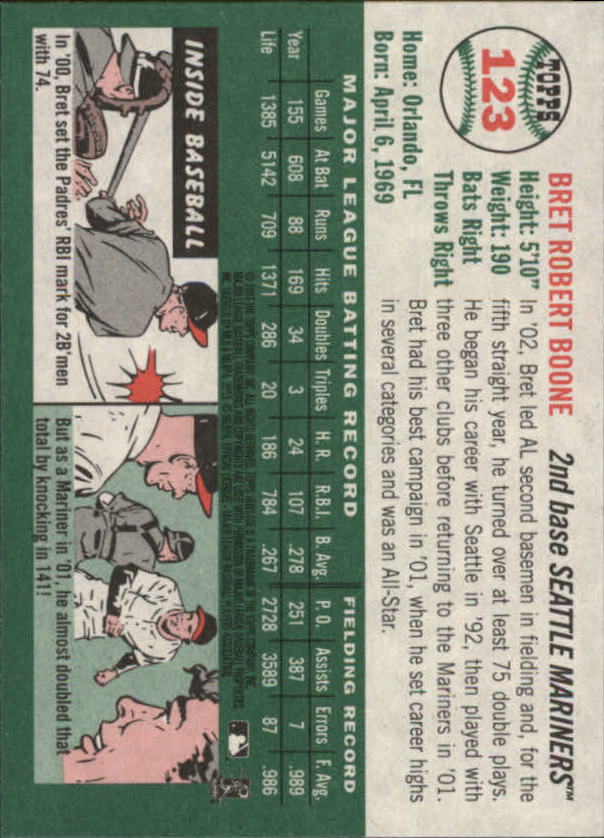 TOPPS
123
BRET ROBERT BOONE 2nd base SEATTLE MARINERS™
Height: 5'10"
Weight: 190
Bats Right
Throws Right
Home: Orlando, FL
Born: April 6, 1969
In '02, Bret led AL second basemen in fielding and, for the
fifth straight year, he turned over at least 75 double plays.
He began his career with Seattle in '92, then played with
three other clubs before returning to the Mariners in '01.
Bret had his best campaign in '01, when he set career highs
in several categories and was an All-Star.
MAJOR LEAGUE BATTING RECORD FIELDING RECORD
Games At Bat Runs Hits Doubles Triples H. R. R.B.I. B. Avg. P. O. Assists Errors F. Avg.
Year 155 608 88 169 34 3 24 107 .278 251 387 7 .989
Life 1385 5142 709 1371 286 20 186 784 .267 2728 3589 87 .986
INSIDE BASEBALL
In '00, Bret set the Padres' RBI mark for 2B'men
with 74.
But as a Mariner in '01, he almost doubled that
total by knocking in 141!